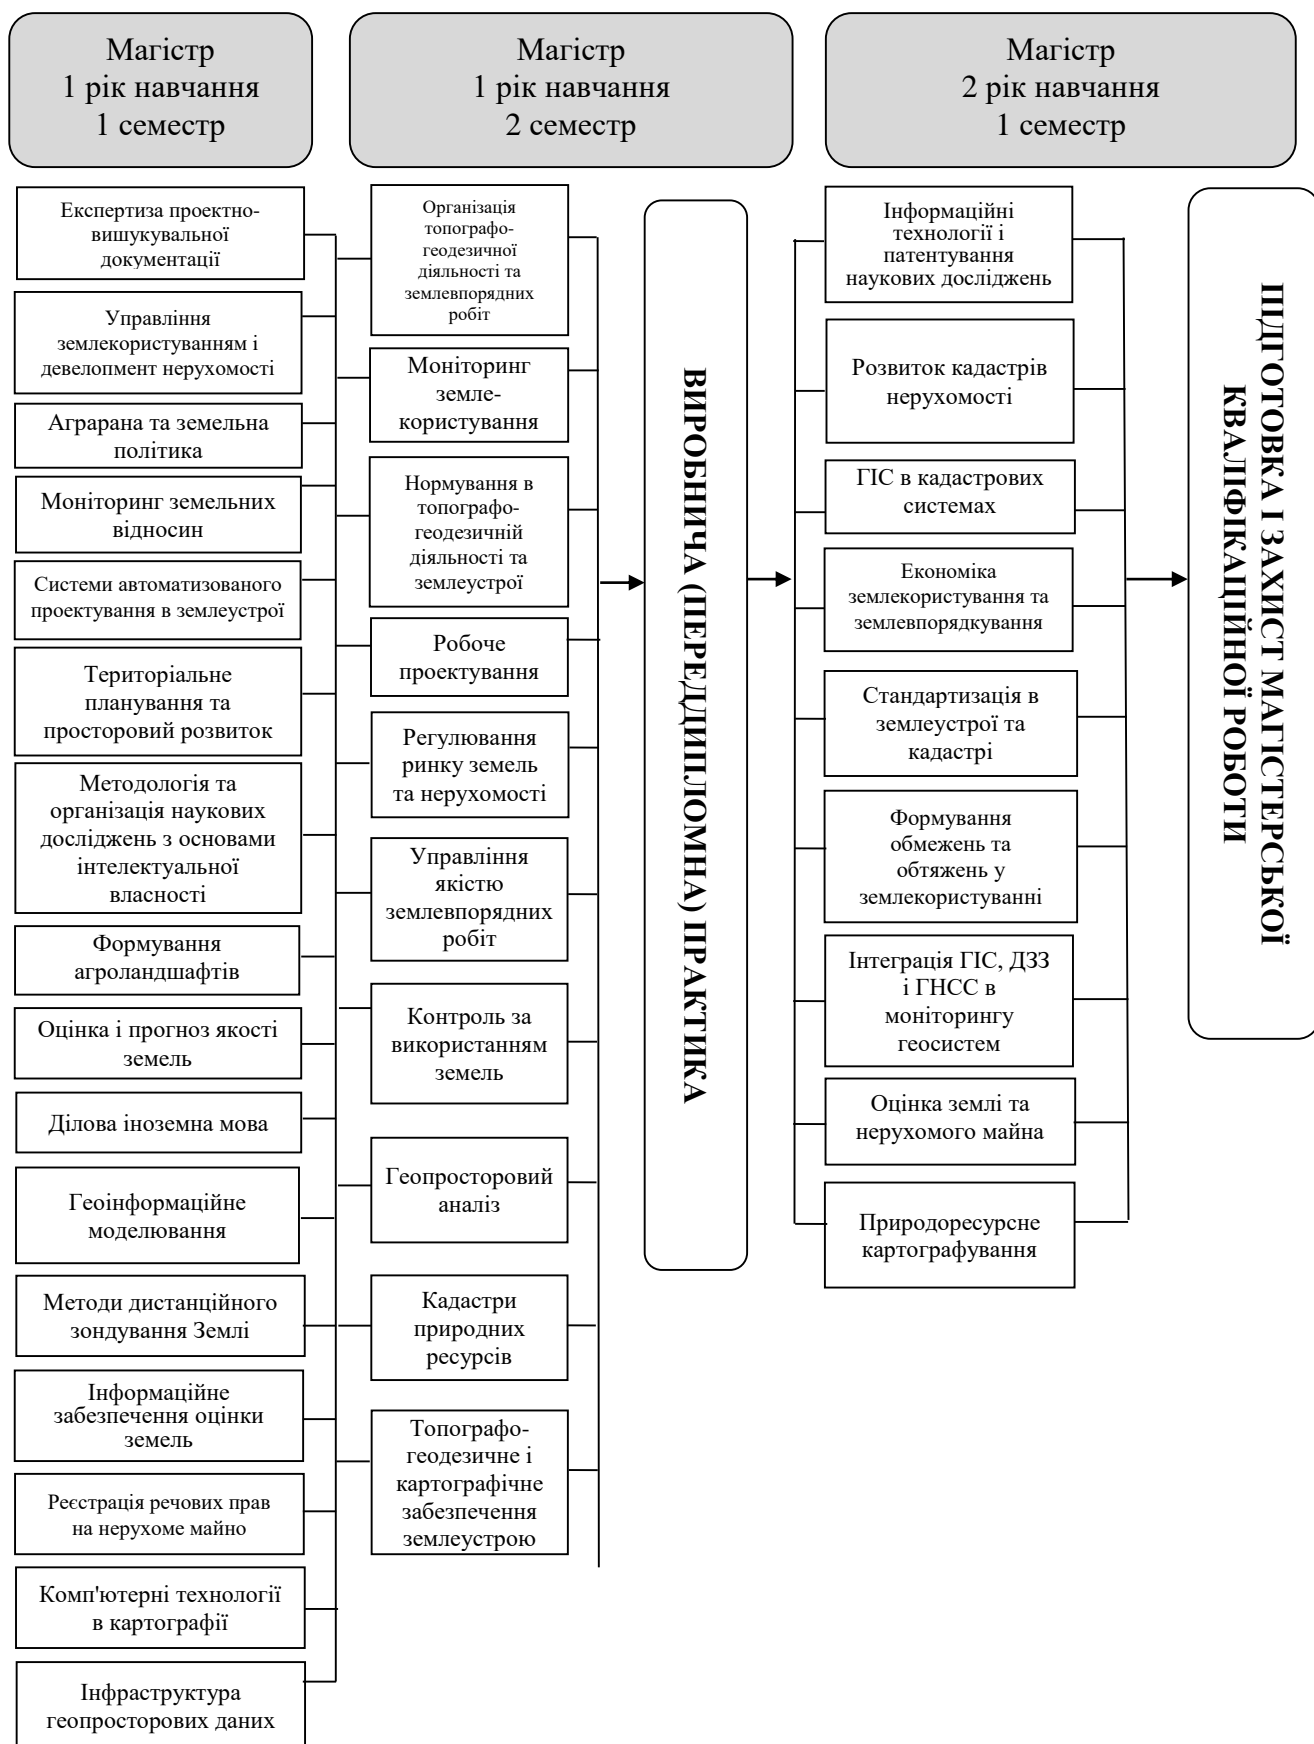 Магістр
1 рік навчання
1 семестр
Магістр
1 рік навчання
2 семестр
Магістр
2 рік навчання
1 семестр
Експертиза проектно-
вишукувальної
документації
Управління
землекористуванням і
девелопмент нерухомості
Аграрана та земельна
політика
Моніторинг земельних
відносин
Системи автоматизованого
проектування в землеустрої
Територіальне
планування та
просторовий розвиток
Методологія та
організація наукових
досліджень з основами
інтелектуальної
власності
Формування
агроландшафтів
Оцінка і прогноз якості
земель
Ділова іноземна мова
Геоінформаційне
моделювання
Методи дистанційного
зондування Землі
Інформаційне
забезпечення оцінки
земель
Реєстрація речових прав
на нерухоме майно
Комп'ютерні технології
в картографії
Інфраструктура
геопросторових даних
Організація
топографо-
геодезичної
діяльності та
землевпорядних
робіт
Моніторинг
земле-
користування
Нормування в
топографо-
геодезичній
діяльності та
землеустрої
Робоче
проектування
Регулювання
ринку земель
та нерухомості
Управління
якістю
землевпорядних
робіт
Контроль за
використанням
земель
Геопросторовий
аналіз
Кадастри
природних
ресурсів
Топографо-
геодезичне і
картографічне
забезпечення
землеустрою
ВИРОБНИЧА (ПЕРЕДДИПЛОМНА) ПРАКТИКА
Інформаційні
технології і
патентування
наукових досліджень
Розвиток кадастрів
нерухомості
ГІС в кадастрових
системах
Економіка
землекористування та
землевпорядкування
Стандартизація в
землеустрої та
кадастрі
Формування
обмежень та
обтяжень у
землекористуванні
Інтеграція ГІС, ДЗЗ
і ГНСС в
моніторингу
геосистем
Оцінка землі та
нерухомого майна
Природоресурсне
картографування
ПІДГОТОВКА І ЗАХИСТ МАГІСТЕРСЬКОЇ
КВАЛІФІКАЦІЙНОЇ РОБОТИ